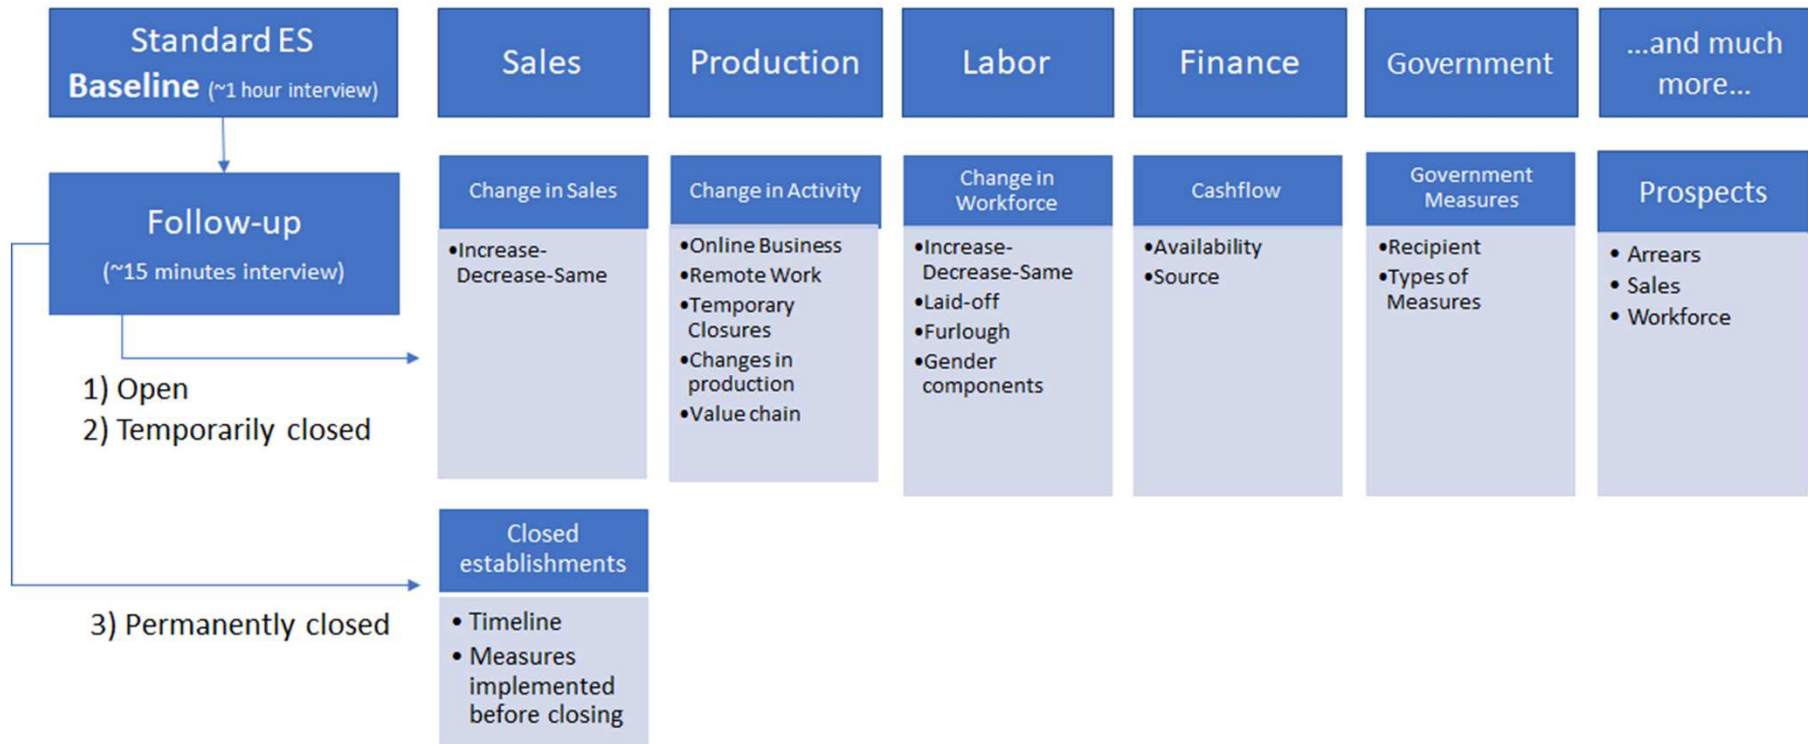 Standard ES
Baseline (~1 hour interview)
Sales
Production
Labor
Finance
Government
...and much
more...
Follow-up
(~15 minutes interview)
1) Open
2) Temporarily closed
3) Permanently closed
Change in Sales
•Increase-
Decrease-Same
Change in Activity
•Online Business
•Remote Work
•Temporary
Closures
•Changes in
production
•Value chain
Change in
Workforce
•Increase-
Decrease-Same
•Laid-off
•Furlough
•Gender
components
Cashflow
•Availability
•Source
Government
Measures
•Recipient
•Types of
Measures
Prospects
• Arrears
• Sales
• Workforce
Closed
establishments
• Timeline
• Measures
implemented
before closing